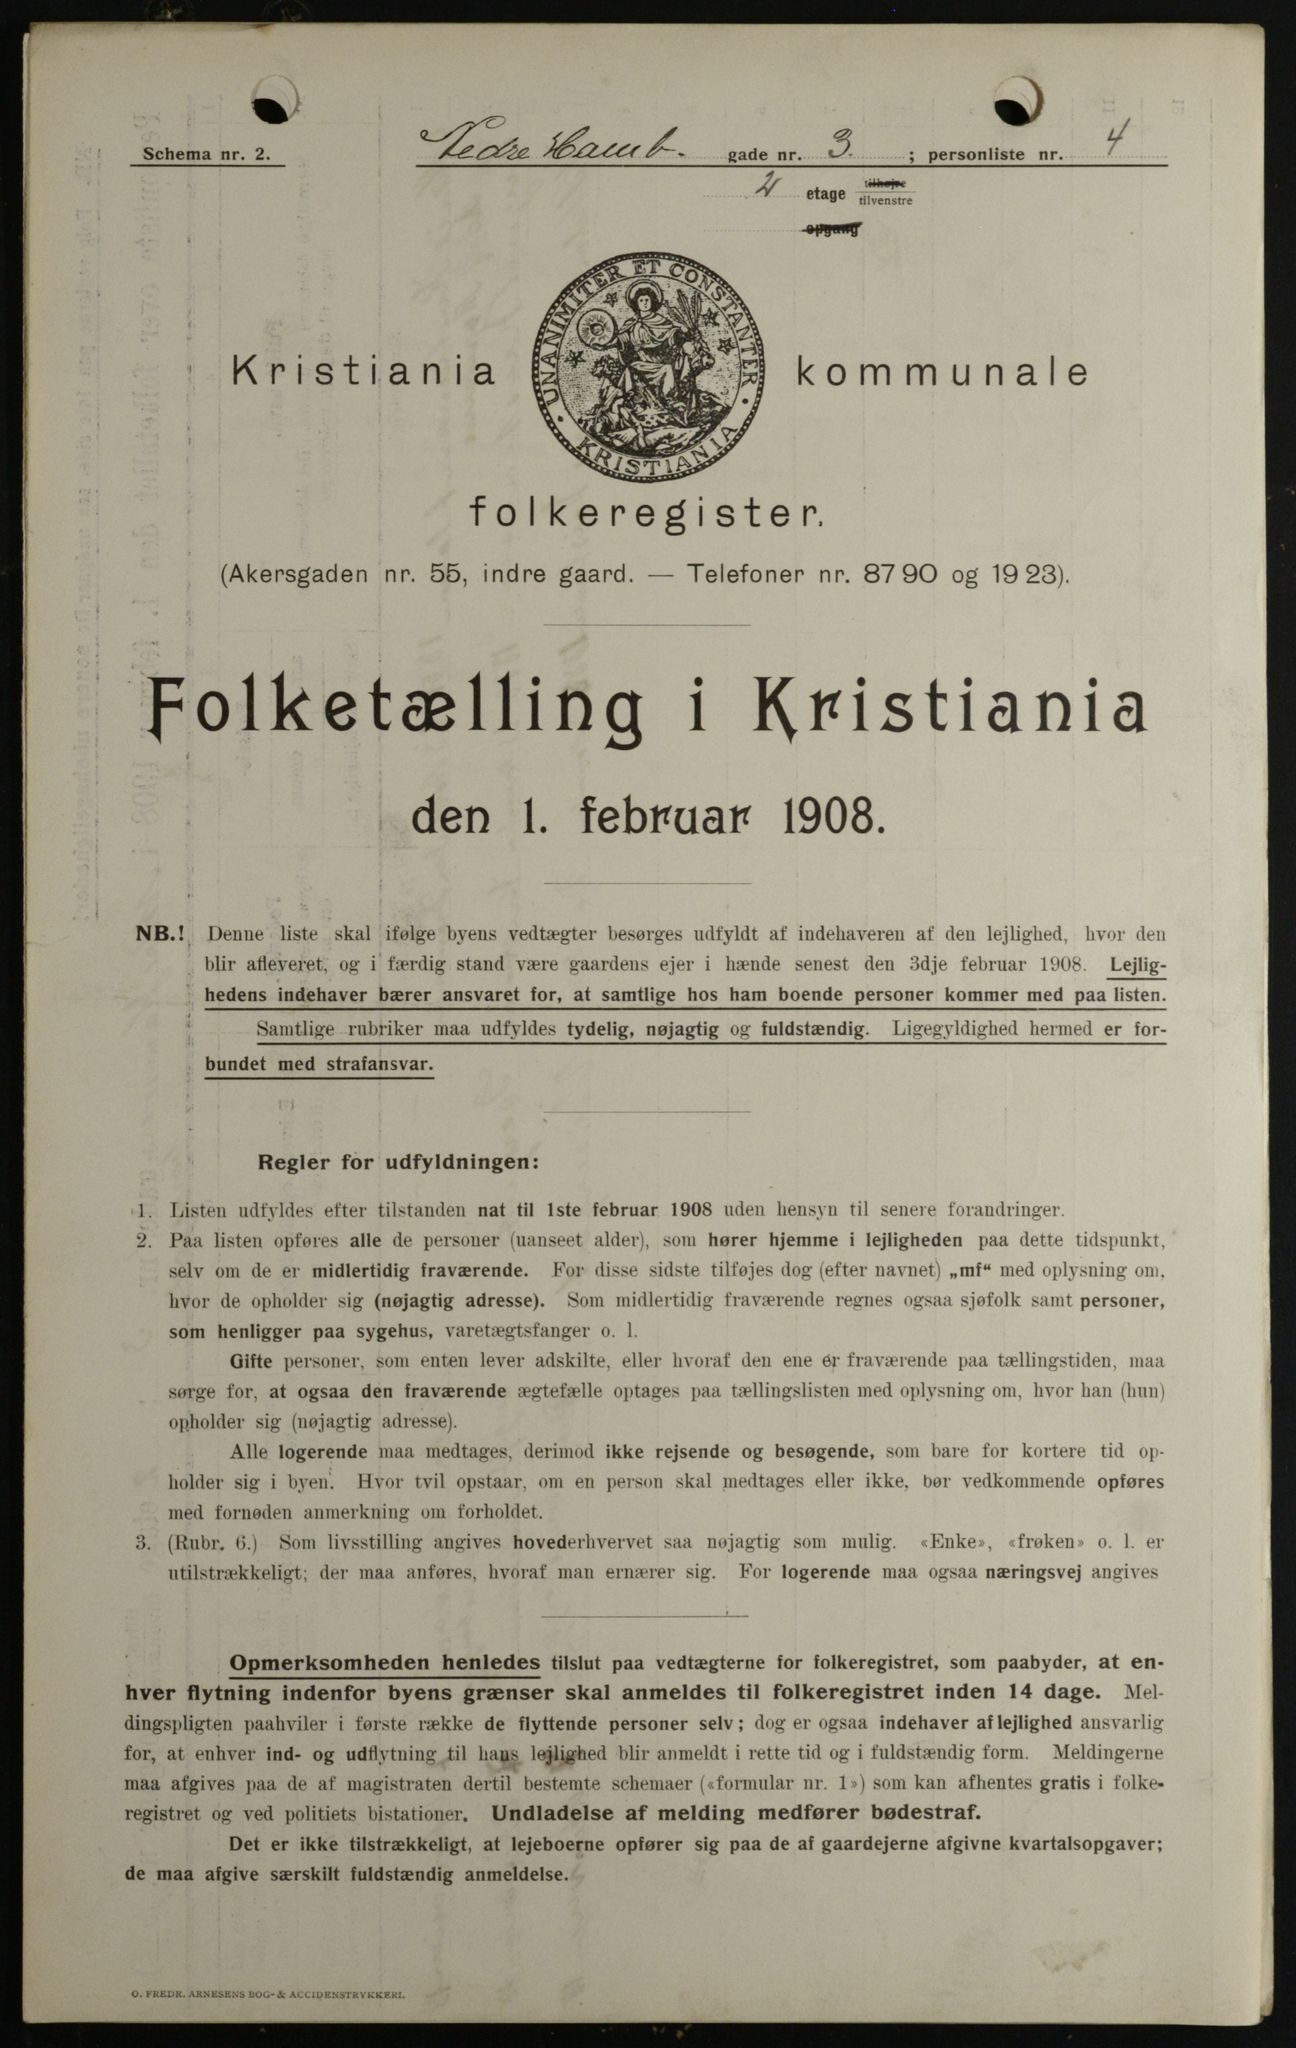 Schema nr. 2.
Nedre Hamb. gade nr. 3. ; personliste nr. 4
2 etage tilhøjre
tilvenstre
opgang
UNANIMITER ET CONSTANTER
KRISTIANIA
Kristiania kommunale
folkeregister.
(Akersgaden nr. 55, indre gaard. — Telefoner nr. 8790 og 1923).
Folketælling i Kristiania
den 1. februar 1908.
NB.! Denne liste skal ifølge byens vedtægter besørges udfyldt af indehaveren af den lejlighed, hvor den
blir afleveret, og i færdig stand være gaardens ejer i hænde senest den 3dje februar 1908. Lejlig-
hedens indehaver bærer ansvaret for, at samtlige hos ham boende personer kommer med paa listen.
Samtlige rubriker maa udfyldes tydelig, nøjagtig og fuldstændig. Ligegyldighed hermed er for-
bundet med strafansvar.
Regler for udfyldningen:
1. Listen udfyldes efter tilstanden nat til 1ste februar 1908 uden hensyn til senere forandringer.
2. Paa listen opføres alle de personer (uanseet alder), som hører hjemme i lejligheden paa dette tidspunkt,
selv om de er midlertidig fraværende. For disse sidste tilføjes dog (efter navnet) „mf“ med oplysning om,
hvor de opholder sig (nøjagtig adresse). Som midlertidig fraværende regnes ogsaa sjøfolk samt personer,
som henligger paa sygehus, varetægtsfanger o. l.
Gifte personer, som enten lever adskilte, eller hvoraf den ene er fraværende paa tællingstiden, maa
sørge for, at ogsaa den fraværende ægtefælle optages paa tællingslisten med oplysning om, hvor han (hun)
opholder sig (nøjagtig adresse).
Alle logerende maa medtages, derimod ikke rejsende og besøgende, som bare for kortere tid op-
holder sig i byen. Hvor tvil opstaar, om en person skal medtages eller ikke, bør vedkommende opføres
med fornøden anmerkning om forholdet.
3. (Rubr. 6.) Som livsstilling angives hovederhvervet saa nøjagtig som mulig. «Enke», «frøken» o. l. er
utilstrækkeligt; der maa anføres, hvoraf man ernærer sig. For logerende maa ogsaa næringsvej angives
Opmerksomheden henledes tilslut paa vedtægterne for folkeregistret, som paabyder, at en-
hver flytning indenfor byens grænser skal anmeldes til folkeregistret inden 14 dage. Mel-
dingspligten paahviler i første række de flyttende personer selv; dog er ogsaa indehaver af lejlighed ansvarlig
for, at enhver ind- og udflytning til hans lejlighed blir anmeldt i rette tid og i fuldstændig form. Meldingerne
maa afgives paa de af magistraten dertil bestemte schemaer («formular nr. 1») som kan afhentes gratis i folke-
registret og ved politiets bistationer. Undladelse af melding medfører bødestraf.
Det er ikke tilstrækkeligt, at lejeboerne opfører sig paa de af gaardejerne afgivne kvartalsopgaver;
de maa afgive særskilt fuldstændig anmeldelse.
O. FREDR. ARNESENS BOG- & ACCIDENSTRYKKERI.